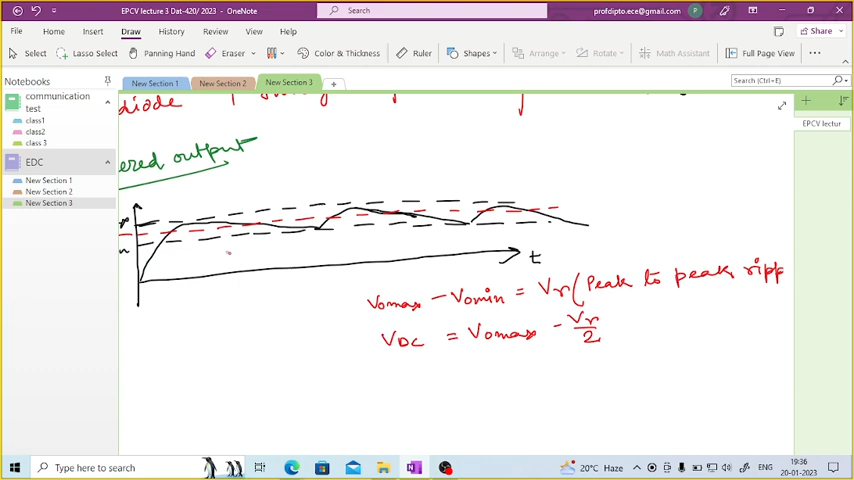 EPCV lecture 3 Dat-420/ 2023 - OneNote
Search
profdipto.ece@gmail.com
P
File Home Insert Draw History Review View Help
Share
Select Lasso Select Panning Hand Eraser Color & Thickness Ruler Shapes Arrange Rotate Math Assistant Full Page View
Notebooks
New Section 1 New Section 2 New Section 3
Search (Ctrl+E)
communication
test
class1
class2
class 3
EDC
New Section 1
New Section 2
New Section 3
EPCV lectur
diode
ered output
t
Vomax - Vomin = Vr (Peak to peak ripp
VDC = Vomax - Vr/2
Type here to search
20°C Haze
ENG
19:36
20-01-2023